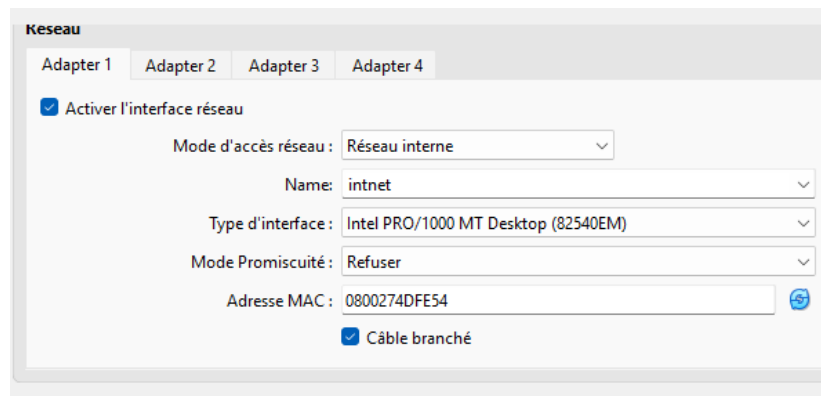 Réseau
Adapter 1 Adapter 2 Adapter 3 Adapter 4
Activer l'interface réseau
Mode d'accès réseau : Réseau interne
Name: intnet
Type d'interface : Intel PRO/1000 MT Desktop (82540EM)
Mode Promiscuité : Refuser
Adresse MAC : 0800274DFE54
Câble branché